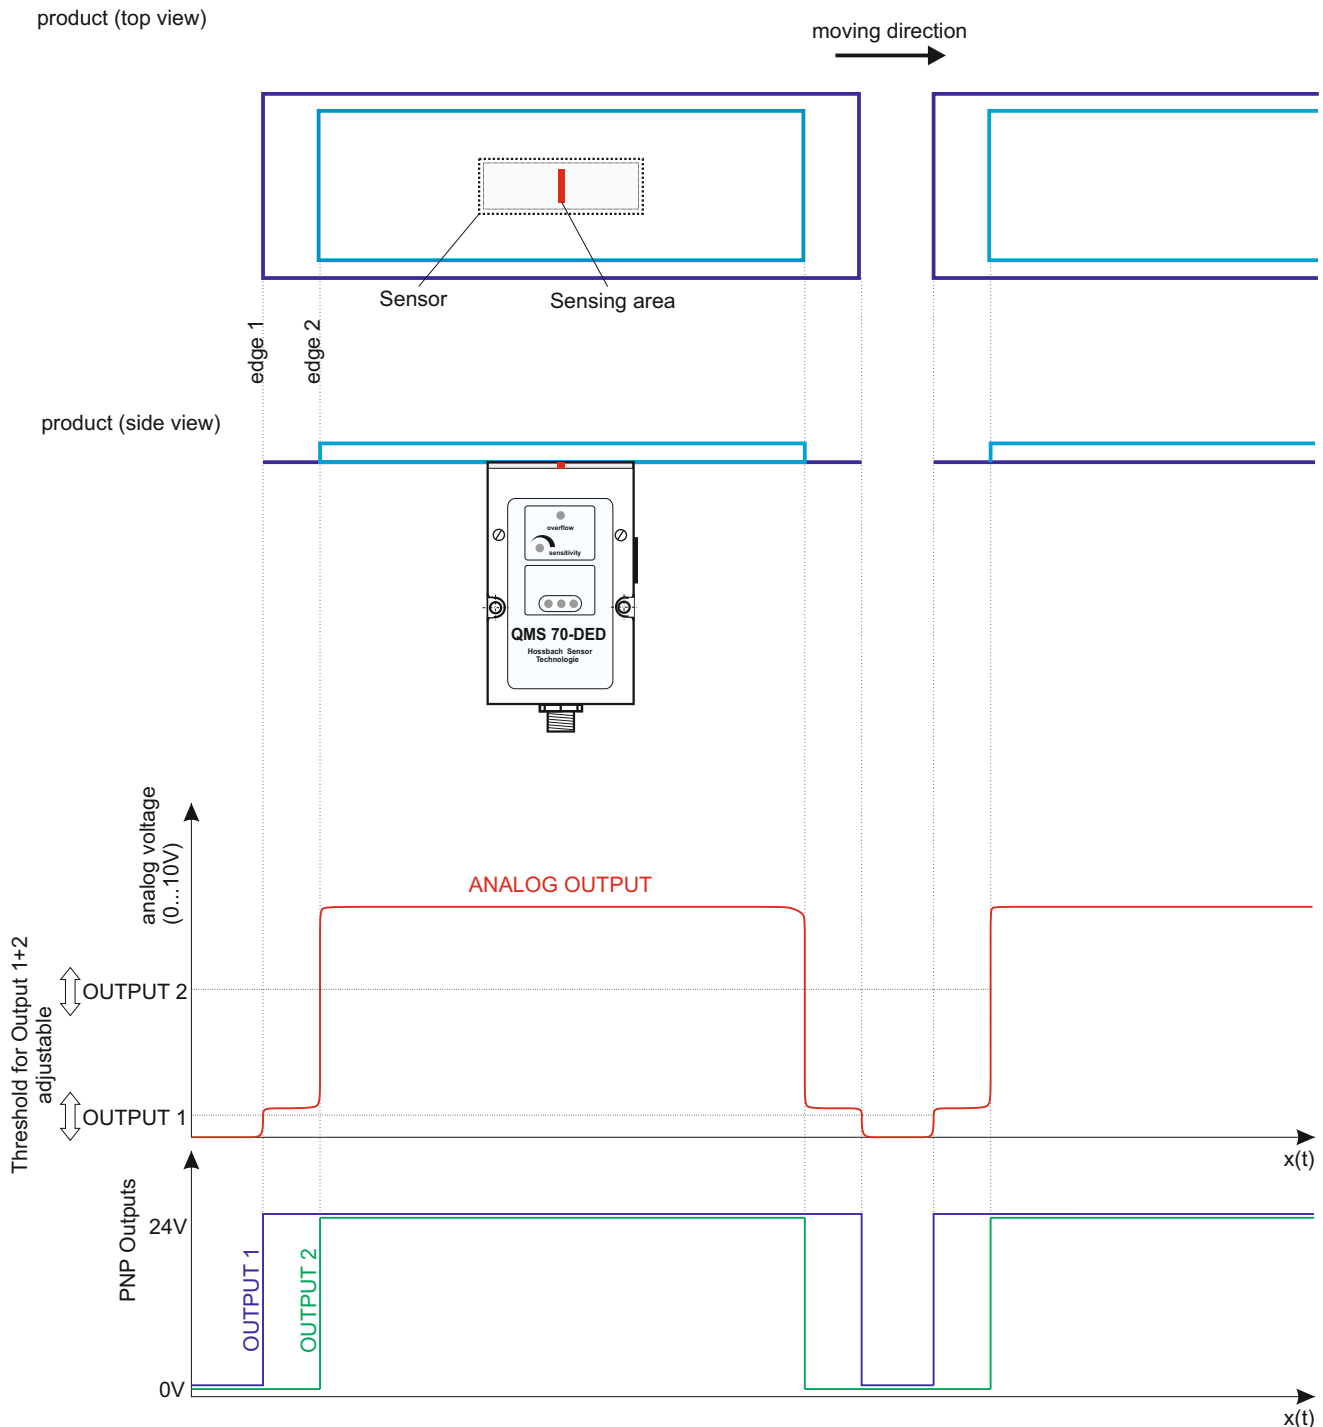 product (top view)
moving direction
Sensor
Sensing area
edge 1
edge 2
product (side view)
overflow
sensitivity
QMS 70-DED
Hossbach Sensor
Technologie
analog voltage
(0...10V)
ANALOG OUTPUT
Threshold for Output 1+2
adjustable
OUTPUT 2
OUTPUT 1
x(t)
PNP Outputs
24V
OUTPUT 1
OUTPUT 2
0V
x(t)